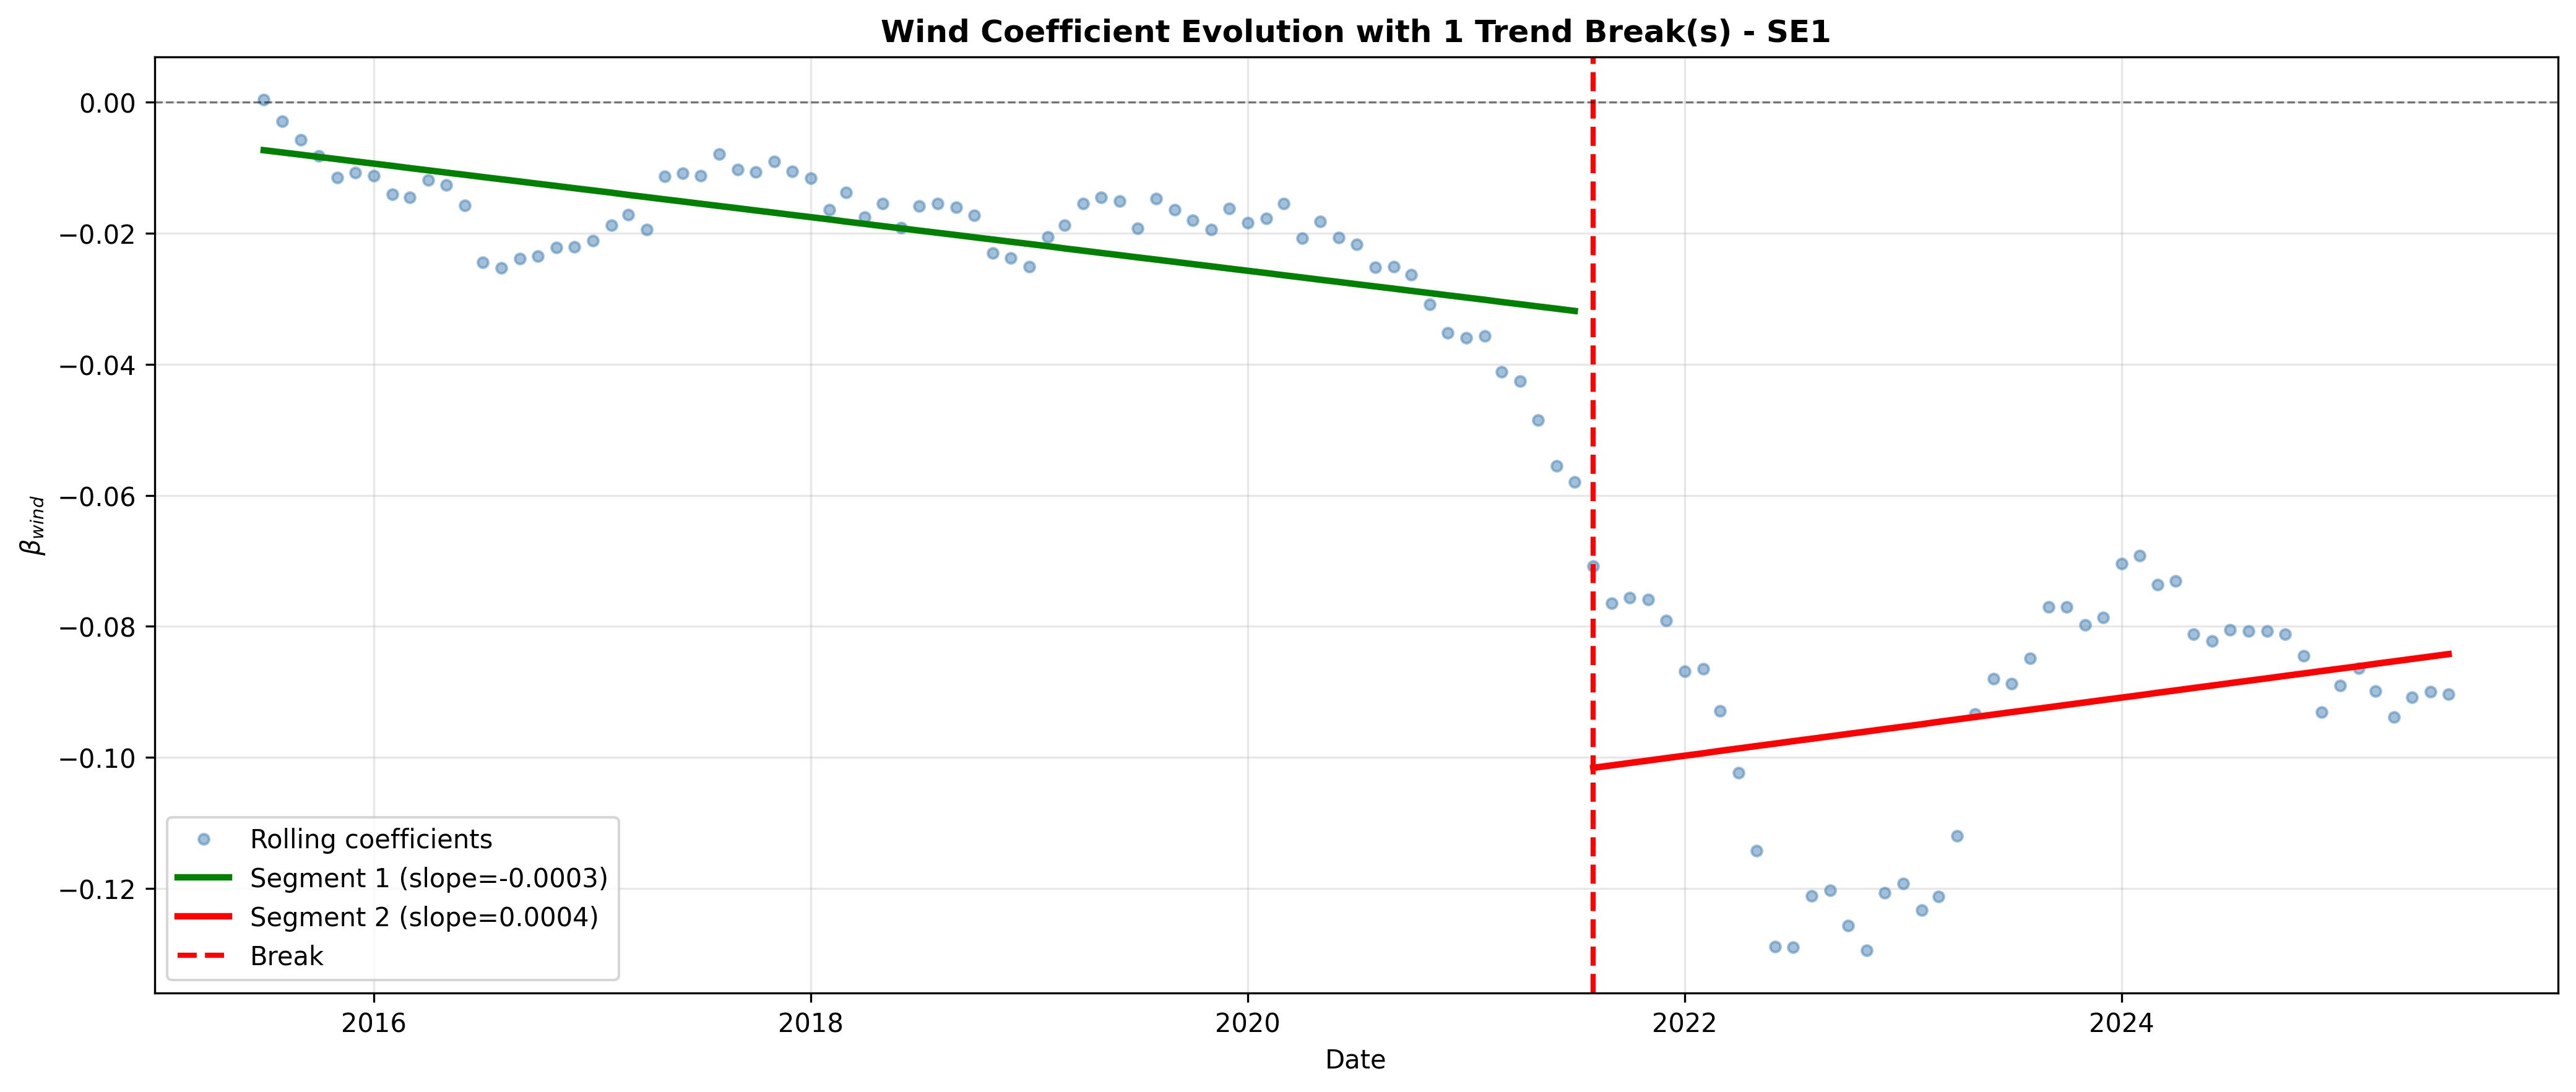 Wind Coefficient Evolution with 1 Trend Break(s) - SE1
0.00
−0.02
−0.04
−0.06
−0.08
−0.10
−0.12
βwind
Rolling coefficients
Segment 1 (slope=-0.0003)
Segment 2 (slope=0.0004)
Break
2016
2018
2020
2022
2024
Date